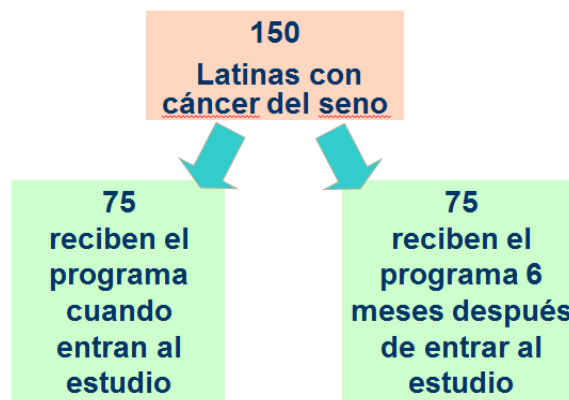 150
Latinas con
cáncer del seno
75
reciben el
programa
cuando
entran al
estudio
75
reciben el
programa 6
meses después
de entrar al
estudio